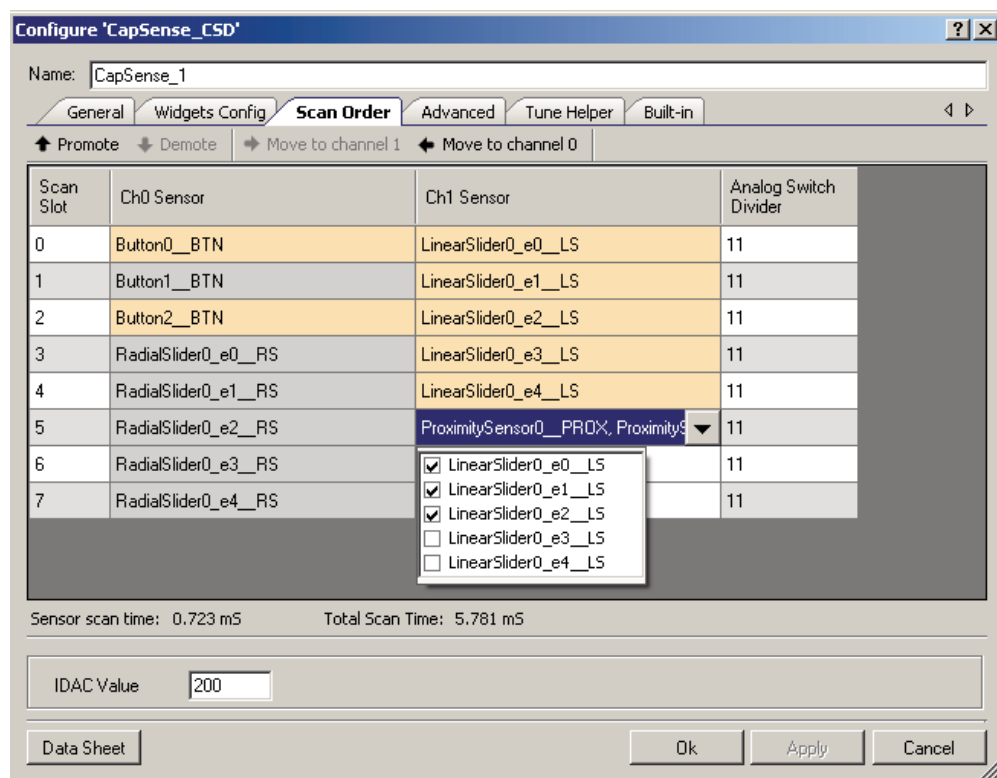 Configure 'CapSense_CSD'
Name: CapSense_1
General Widgets Config Scan Order Advanced Tune Helper Built-in
Promote Demote Move to channel 1 Move to channel 0
Scan Slot Ch0 Sensor Ch1 Sensor Analog Switch Divider
0 Button0__BTN LinearSlider0_e0__LS 11
1 Button1__BTN LinearSlider0_e1__LS 11
2 Button2__BTN LinearSlider0_e2__LS 11
3 RadialSlider0_e0__RS LinearSlider0_e3__LS 11
4 RadialSlider0_e1__RS LinearSlider0_e4__LS 11
5 RadialSlider0_e2__RS ProximitySensor0__PROX, ProximityS 11
6 RadialSlider0_e3__RS LinearSlider0_e0__LS 11
LinearSlider0_e1__LS
7 RadialSlider0_e4__RS LinearSlider0_e2__LS 11
LinearSlider0_e3__LS
LinearSlider0_e4__LS
Sensor scan time: 0.723 mS Total Scan Time: 5.781 mS
IDAC Value 200
Data Sheet Ok Apply Cancel